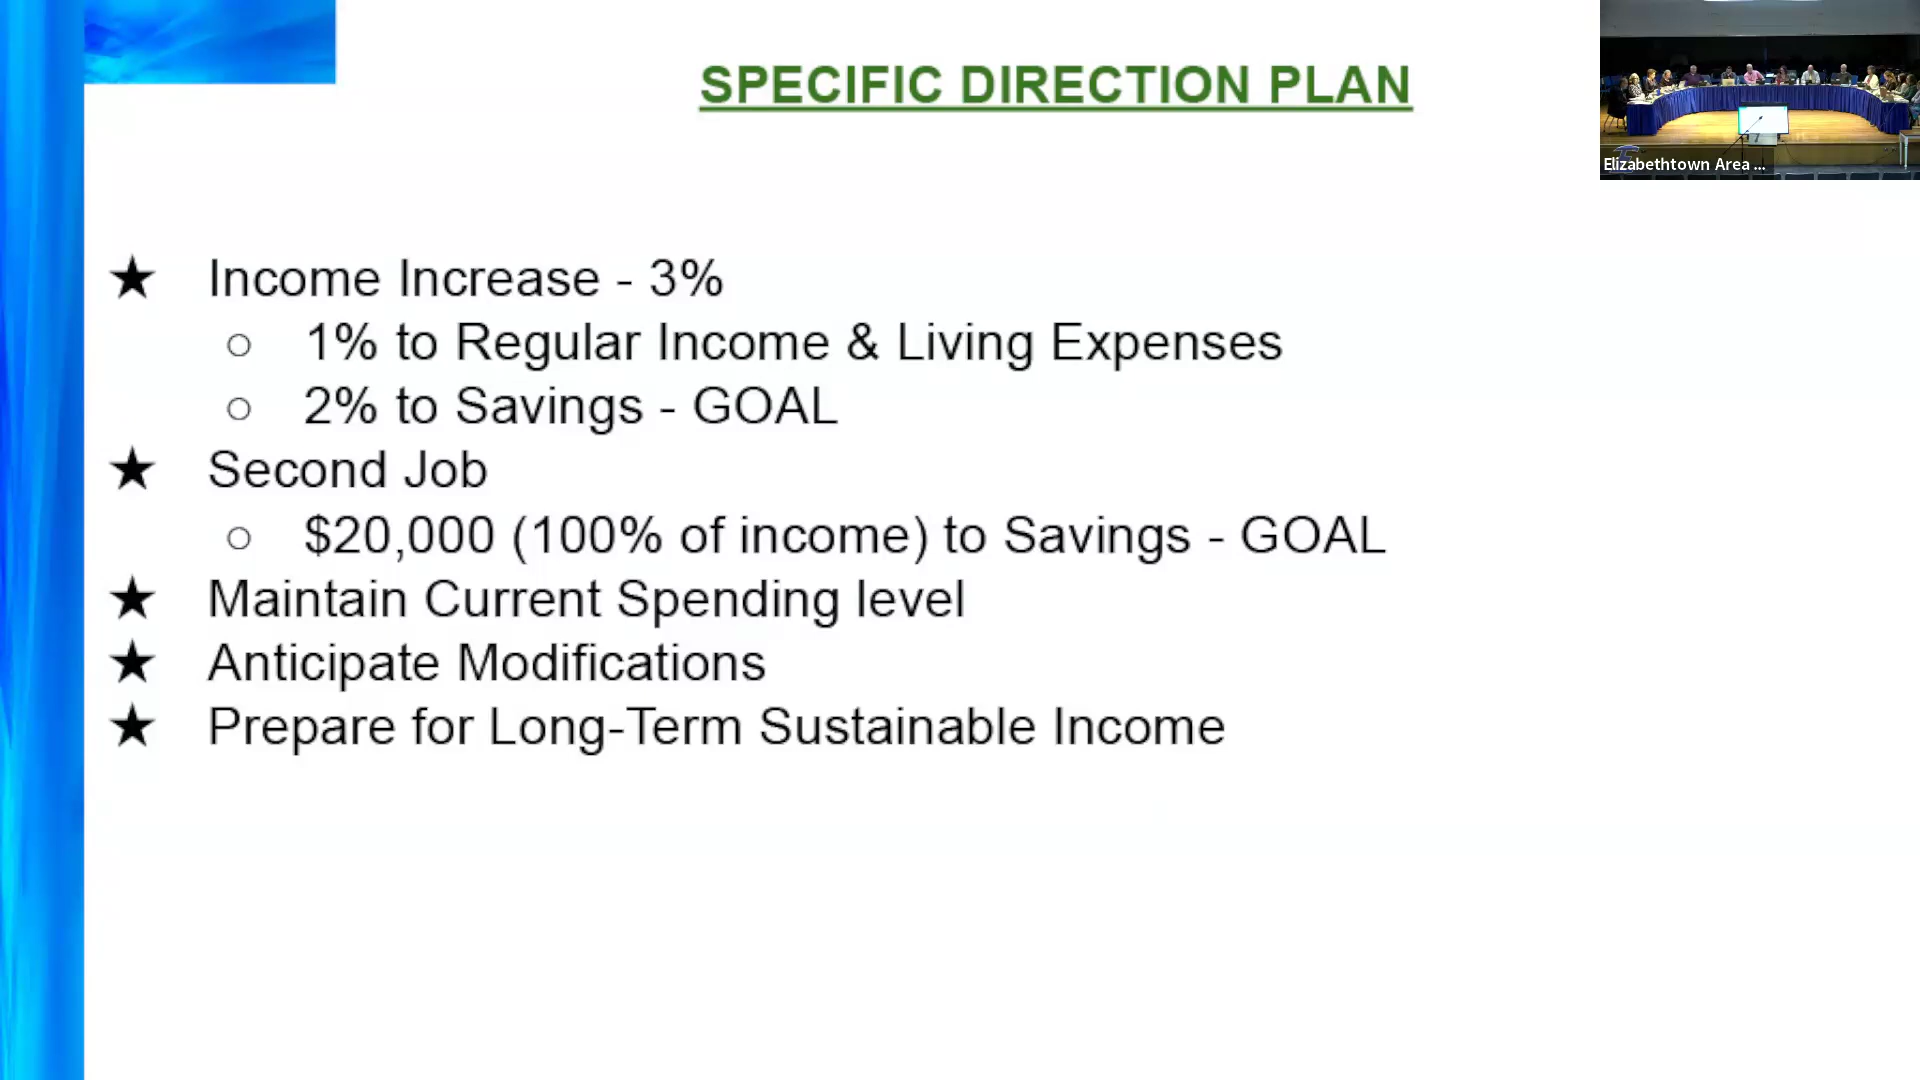 SPECIFIC DIRECTION PLAN
Elizabethtown Area ...
★ Income Increase - 3%
○ 1% to Regular Income & Living Expenses
○ 2% to Savings - GOAL
★ Second Job
○ $20,000 (100% of income) to Savings - GOAL
★ Maintain Current Spending level
★ Anticipate Modifications
★ Prepare for Long-Term Sustainable Income